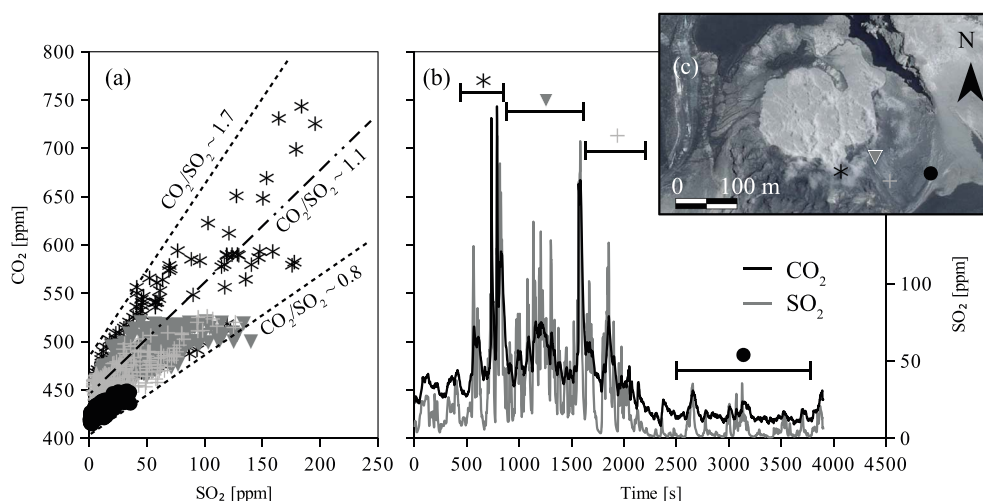 (a)
CO₂/SO₂ ~ 1.7
CO₂/SO₂ ~ 1.1
CO₂/SO₂ ~ 0.8
CO₂ [ppm]
800
750
700
650
600
550
500
450
400
0 50 100 150 200 250
SO₂ [ppm]
(b)
CO₂
SO₂
0 500 1000 1500 2000 2500 3000 3500 4000 4500
Time [s]
100
50
0
SO₂ [ppm]
(c)
N
0 100 m